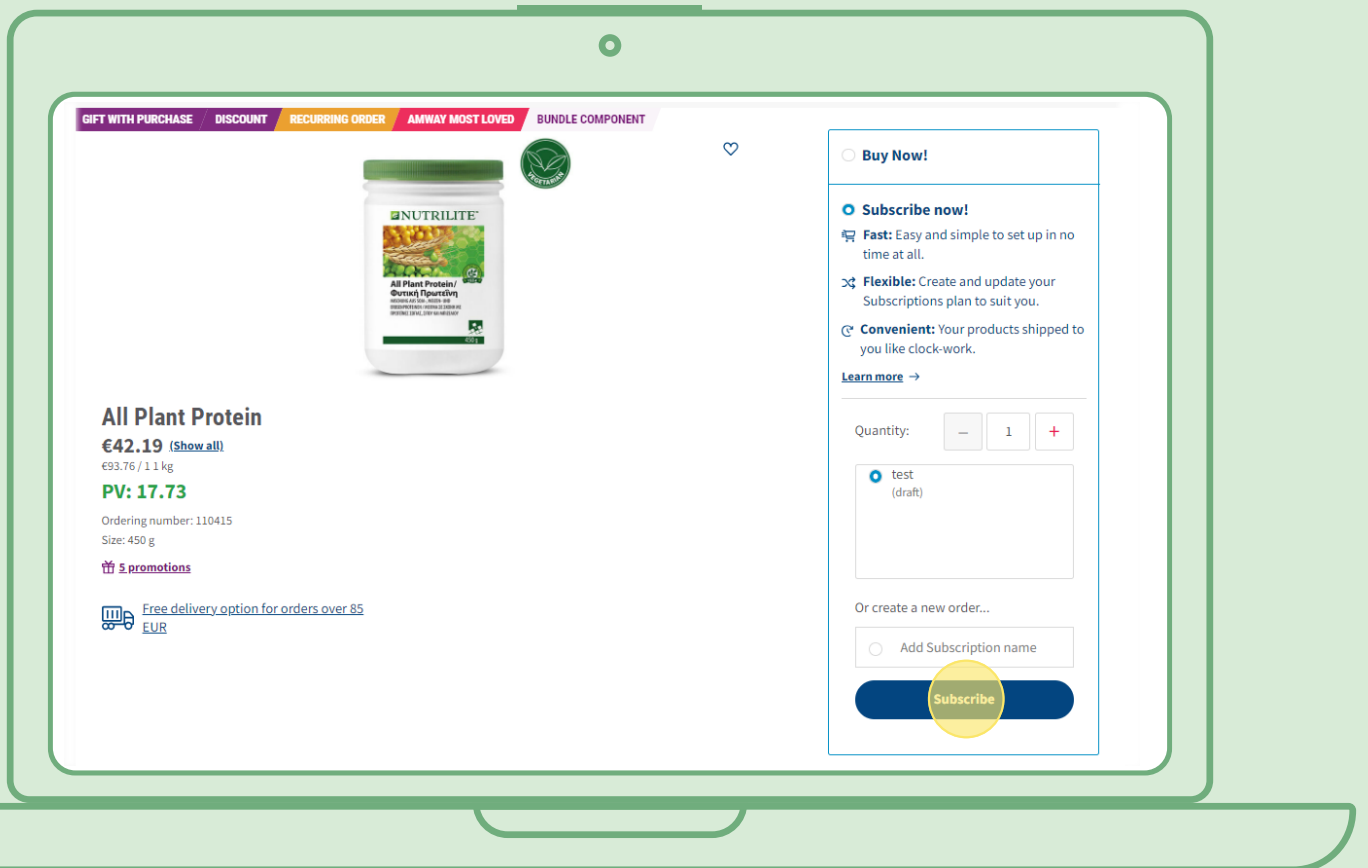 GIFT WITH PURCHASE DISCOUNT RECURRING ORDER AMWAY MOST LOVED BUNDLE COMPONENT
VEGETARIAN
NUTRILITE™
All Plant Protein/
Φυτική Πρωτεΐνη
450 g
All Plant Protein
€42.19 (Show all)
€93.76 / 1 1 kg
PV: 17.73
Ordering number: 110415
Size: 450 g
5 promotions
Free delivery option for orders over 85
EUR
Buy Now!
Subscribe now!
Fast: Easy and simple to set up in no
time at all.
Flexible: Create and update your
Subscriptions plan to suit you.
Convenient: Your products shipped to
you like clock-work.
Learn more →
Quantity: – 1 +
test
(draft)
Or create a new order...
Add Subscription name
Subscribe